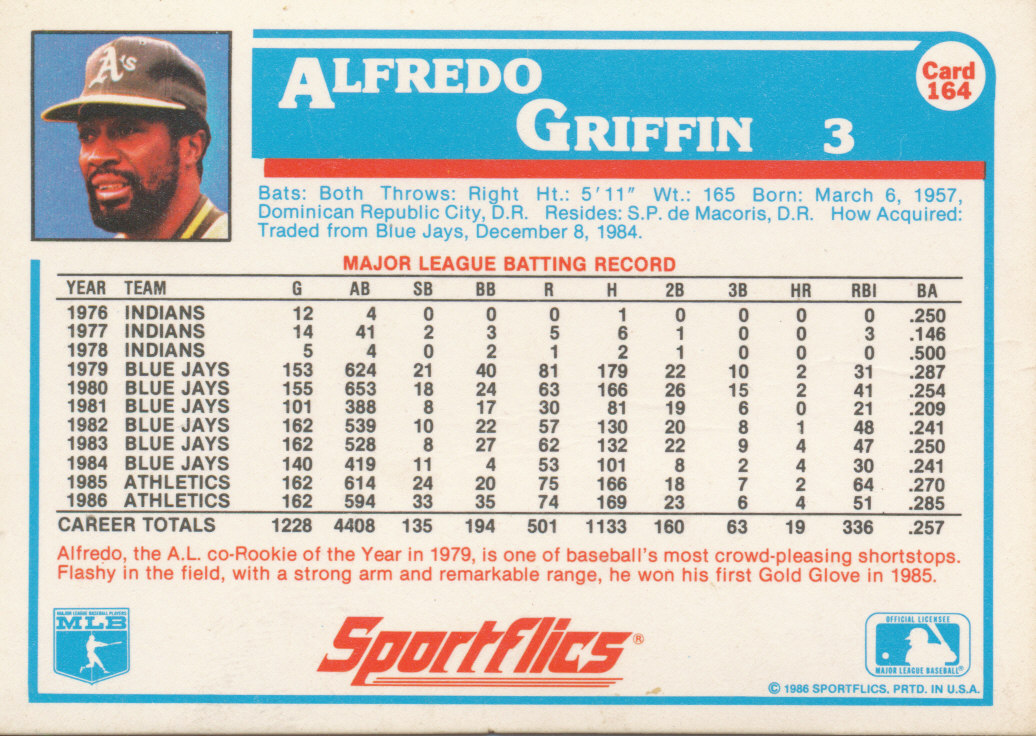 A's
ALFREDO
GRIFFIN 3
Card
164
Bats: Both Throws: Right Ht.: 5'11" Wt.: 165 Born: March 6, 1957,
Dominican Republic City, D.R. Resides: S.P. de Macoris, D.R. How Acquired:
Traded from Blue Jays, December 8, 1984.
MAJOR LEAGUE BATTING RECORD
YEAR TEAM G AB SB BB R H 2B 3B HR RBI BA
1976 INDIANS 12 4 0 0 0 1 0 0 0 0 .250
1977 INDIANS 14 41 2 3 5 6 1 0 0 3 .146
1978 INDIANS 5 4 0 2 1 2 1 0 0 0 .500
1979 BLUE JAYS 153 624 21 40 81 179 22 10 2 31 .287
1980 BLUE JAYS 155 653 18 24 63 166 26 15 2 41 .254
1981 BLUE JAYS 101 388 8 17 30 81 19 6 0 21 .209
1982 BLUE JAYS 162 539 10 22 57 130 20 8 1 48 .241
1983 BLUE JAYS 162 528 8 27 62 132 22 9 4 47 .250
1984 BLUE JAYS 140 419 11 4 53 101 8 2 4 30 .241
1985 ATHLETICS 162 614 24 20 75 166 18 7 2 64 .270
1986 ATHLETICS 162 594 33 35 74 169 23 6 4 51 .285
CAREER TOTALS 1228 4408 135 194 501 1133 160 63 19 336 .257
Alfredo, the A.L. co-Rookie of the Year in 1979, is one of baseball's most crowd-pleasing shortstops.
Flashy in the field, with a strong arm and remarkable range, he won his first Gold Glove in 1985.
MAJOR LEAGUE BASEBALL PLAYERS
MLB
Sportflics®
OFFICIAL LICENSEE
MAJOR LEAGUE BASEBALL®
© 1986 SPORTFLICS, PRTD. IN U.S.A.